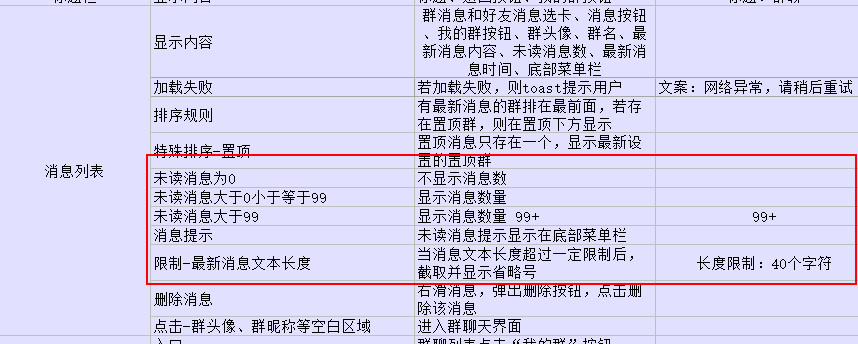 群消息和好友消息选卡、消息按钮
显示内容
、我的群按钮、群头像、群名、最
新消息内容、未读消息数、最新消
息时间、底部菜单栏
加载失败
若加载失败，则toast提示用户
文案：网络异常，请稍后重试
排序规则
有最新消息的群排在最前面，若存
在置顶群，则在置顶下方显示
特殊排序-置顶
置顶消息只存在一个，显示最新设
置的置顶群
消息列表
未读消息为0
不显示消息数
未读消息大于0小于等于99
显示消息数量
未读消息大于99
显示消息数量 99+
99+
消息提示
未读消息提示显示在底部菜单栏
限制-最新消息文本长度
当消息文本长度超过一定限制后，
截取并显示省略号
长度限制：40个字符
删除消息
右滑消息，弹出删除按钮，点击删
除该消息
点击-群头像、群昵称等空白区域
进入群聊天界面
入口
群聊列表点击“我的群”按钮